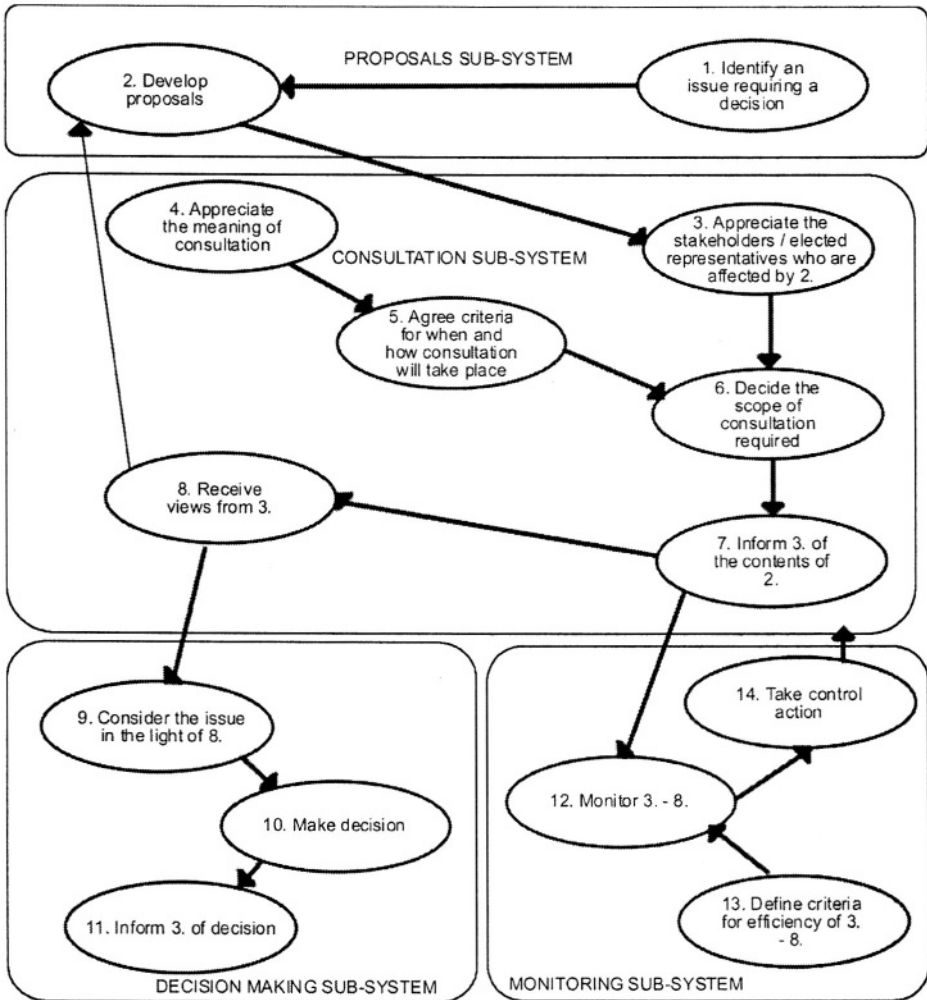 PROPOSALS SUB-SYSTEM
2. Develop
proposals
1. Identify an
issue requiring a
decision
4. Appreciate
the meaning of
consultation
3. Appreciate the
stakeholders / elected
representatives who are
affected by 2.
CONSULTATION SUB-SYSTEM
5. Agree criteria
for when and
how consultation
will take place
6. Decide the
scope of
consultation
required
8. Receive
views from 3.
7. Inform 3. of
the contents of
2.
9. Consider the issue
in the light of 8.
10. Make decision
11. Inform 3. of decision
DECISION MAKING SUB-SYSTEM
14. Take control
action
12. Monitor 3. - 8.
13. Define criteria
for efficiency of 3.
- 8.
MONITORING SUB-SYSTEM